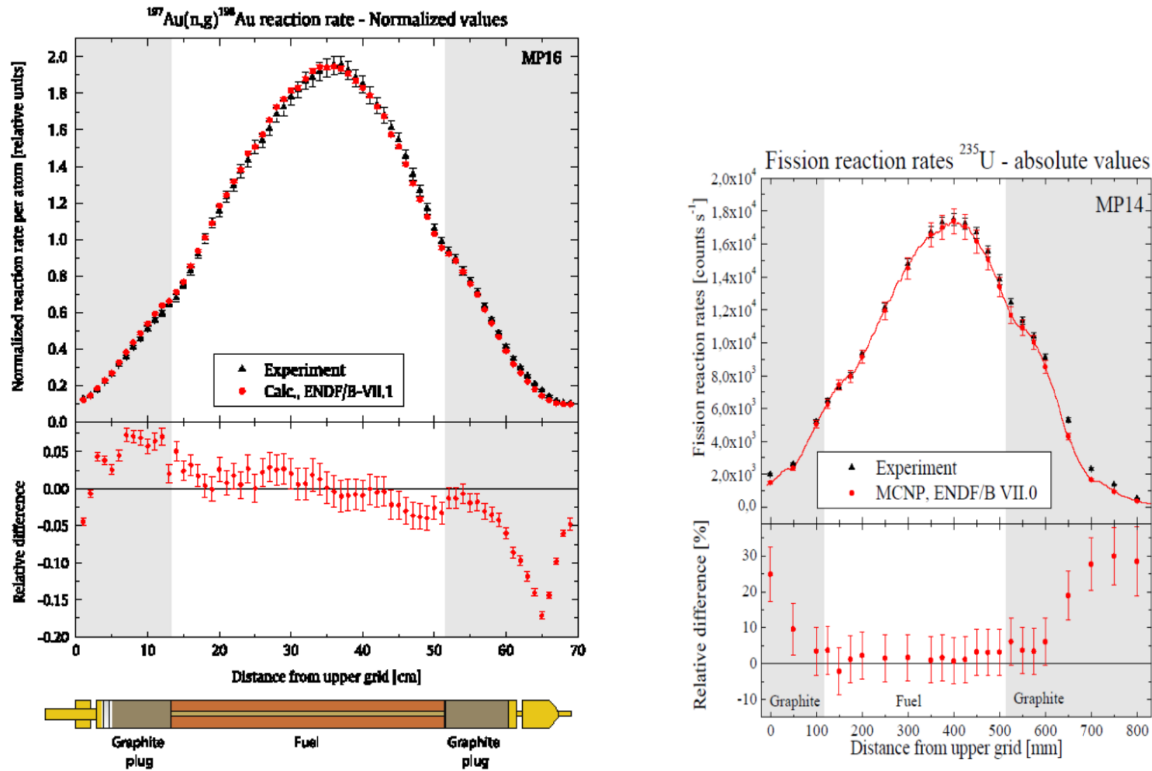 ¹⁹⁷Au(n,g)¹⁹⁸Au reaction rate - Normalized values
MP16
Normalized reaction rate per atom [relative units]
2.0
1.8
1.6
1.4
1.2
1.0
0.8
0.6
0.4
0.2
0.0
Experiment
Calc., ENDF/B-VII.1
Relative difference
0.05
0.00
-0.05
-0.10
-0.15
-0.20
0 10 20 30 40 50 60 70
Distance from upper grid [cm]
Graphite plug
Fuel
Graphite plug
Fission reaction rates ²³⁵U - absolute values
MP14
Fission reaction rates [counts s⁻¹]
2,0x10⁴
1,8x10⁴
1,6x10⁴
1,4x10⁴
1,2x10⁴
1,0x10⁴
8,0x10³
6,0x10³
4,0x10³
2,0x10³
0,0
Experiment
MCNP, ENDF/B VII.0
Relative difference [%]
30
20
10
0
-10
Graphite Fuel Graphite
0 100 200 300 400 500 600 700 800
Distance from upper grid [mm]